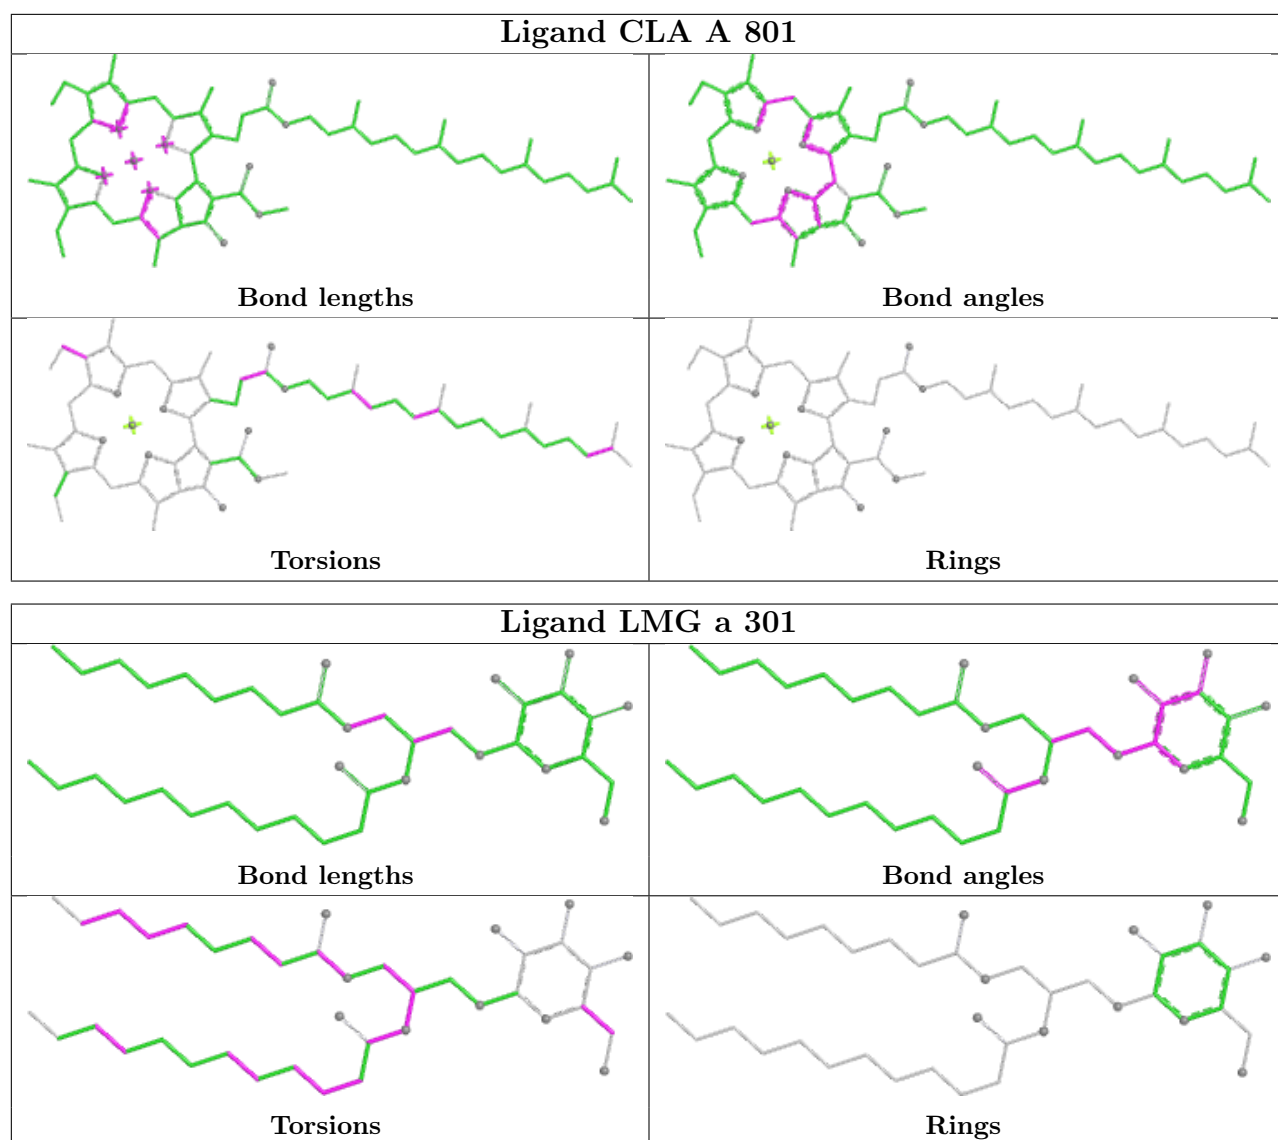 Ligand CLA A 801
Bond lengths
Bond angles
Torsions
Rings
Ligand LMG a 301
Bond lengths
Bond angles
Torsions
Rings